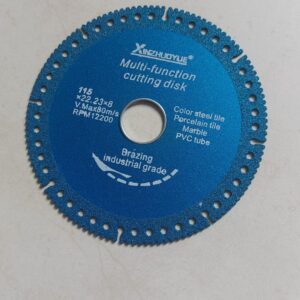 XINZHUOYUE
Multi-function
cutting disk
115
×22.23×8
V.Max80m/s
RPM12200
Color steel tile
Porcelain tile
Marble
PVC tube
Brazing
industrial grade